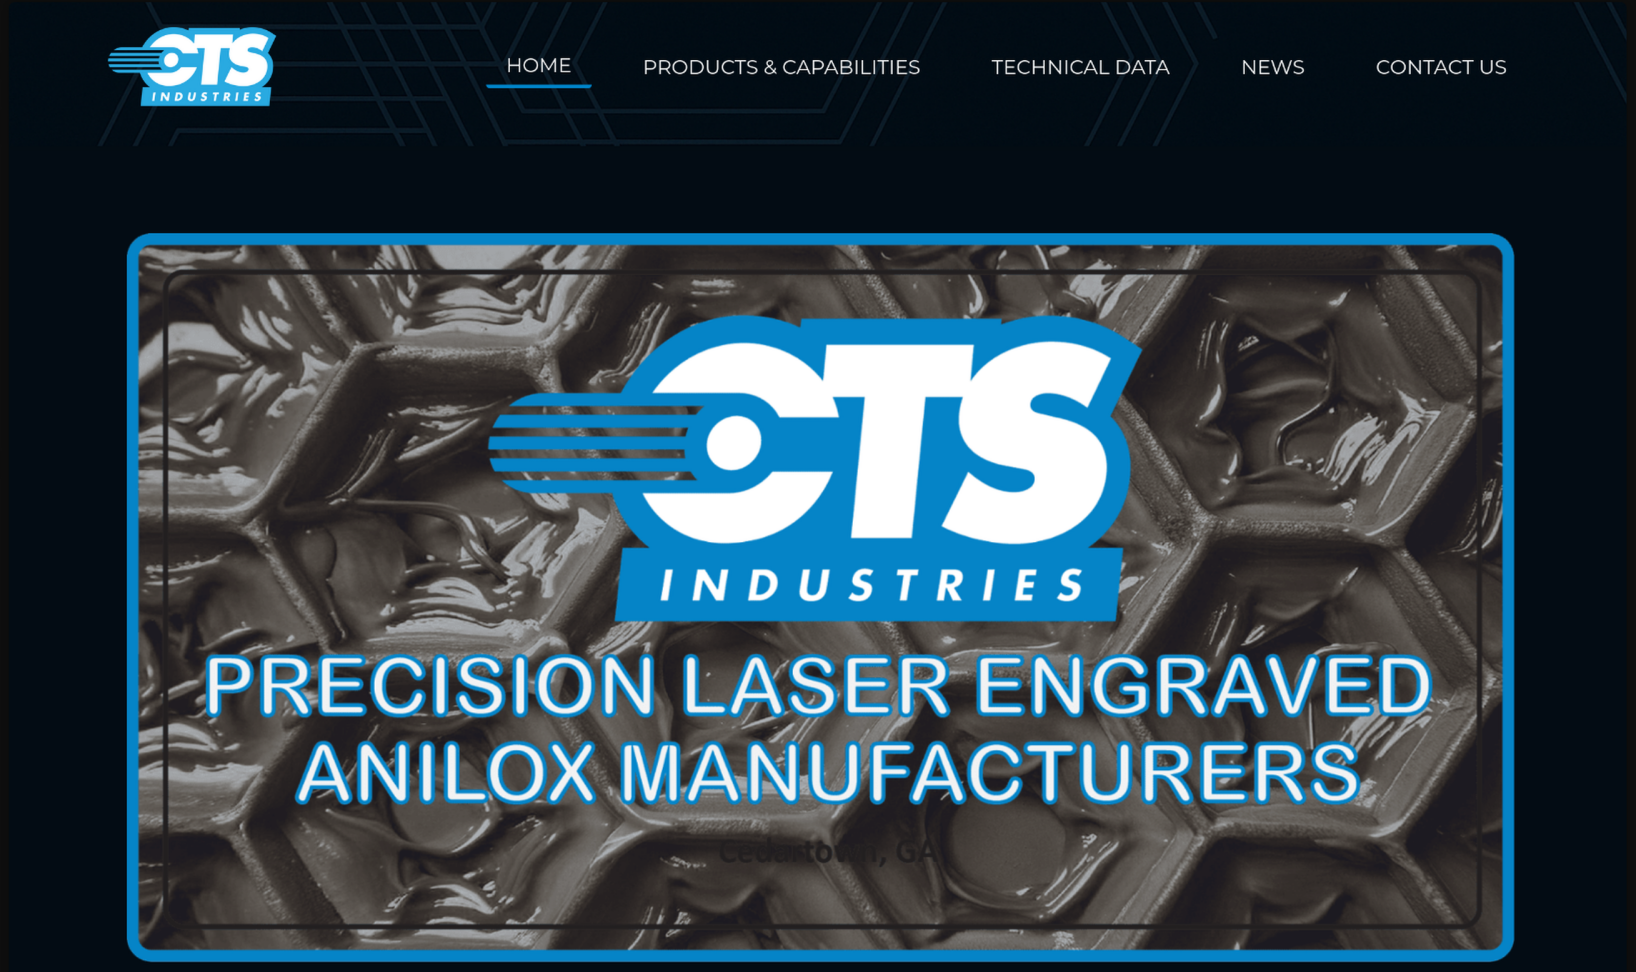 CTS
INDUSTRIES
HOME
PRODUCTS & CAPABILITIES
TECHNICAL DATA
NEWS
CONTACT US
CTS
INDUSTRIES
PRECISION LASER ENGRAVED
ANILOX MANUFACTURERS
Cedartown, GA